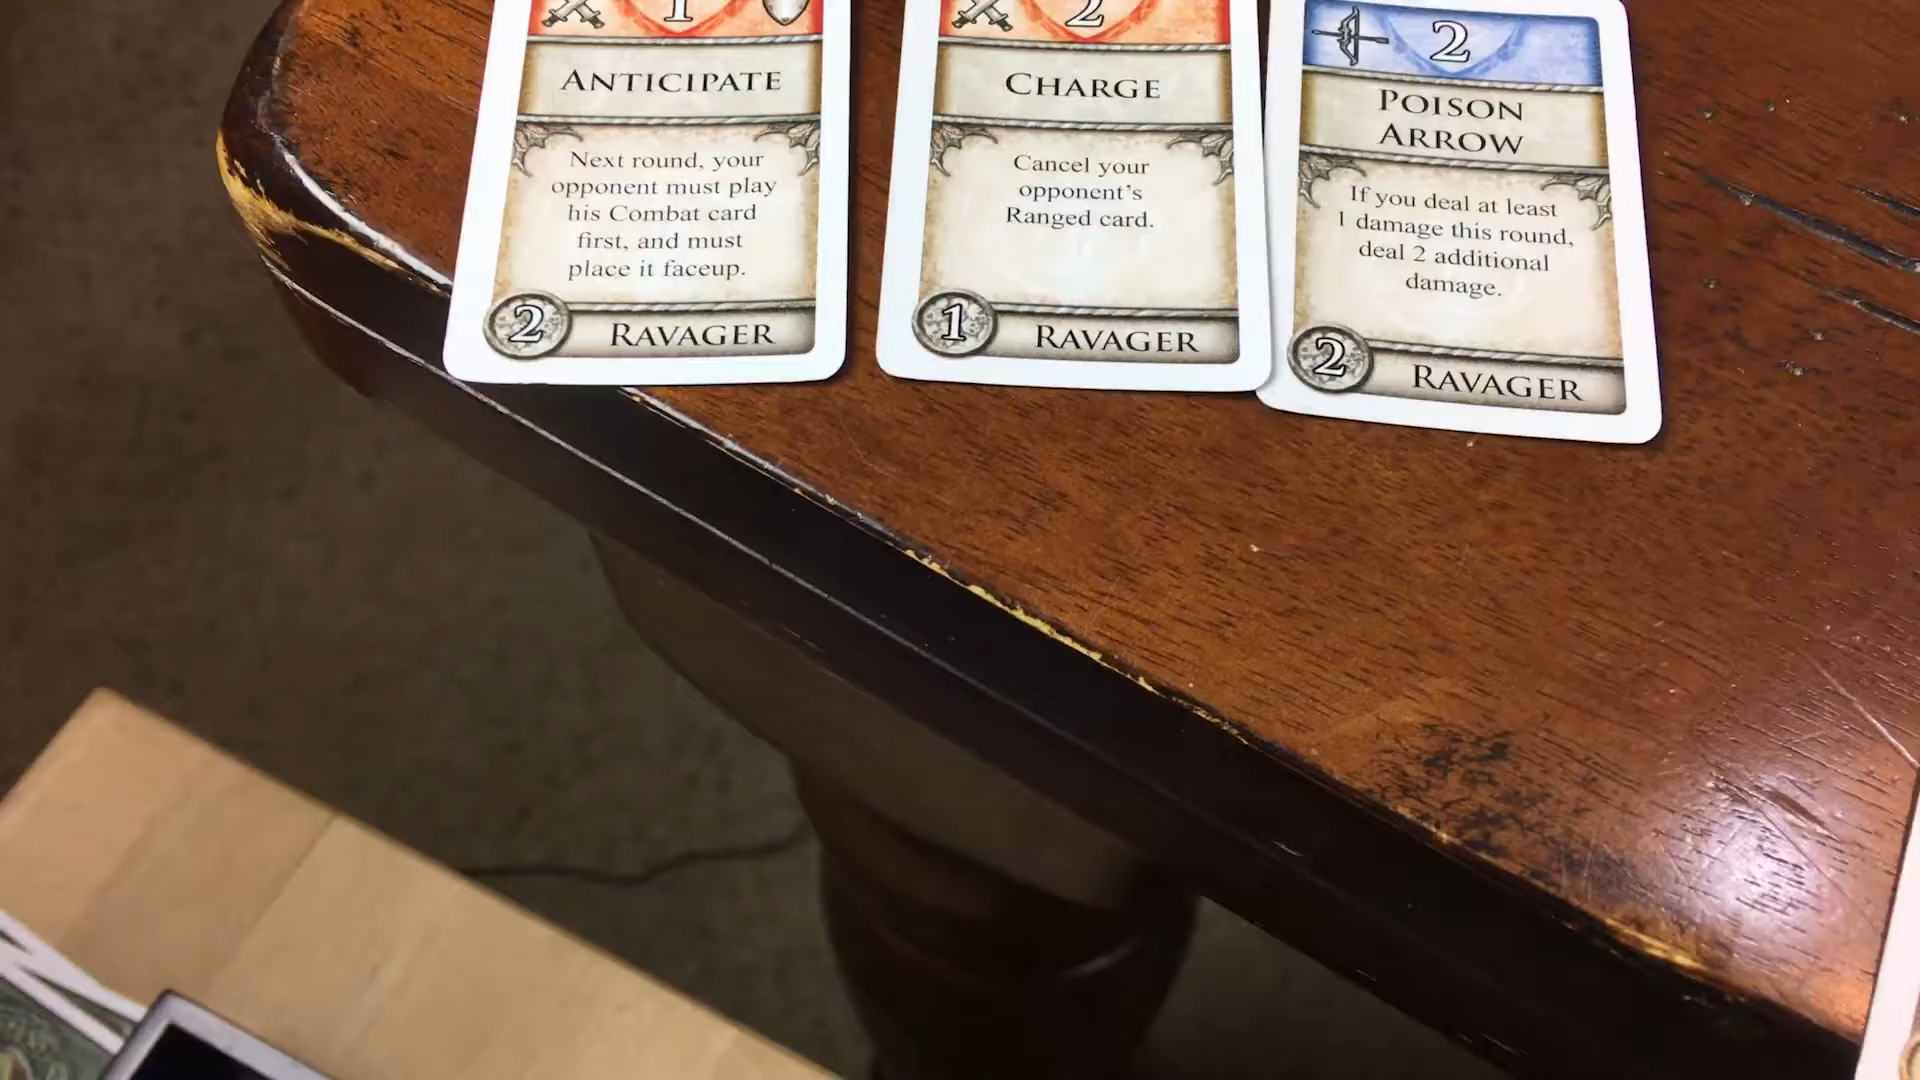 1
ANTICIPATE
Next round, your
opponent must play
his Combat card
first, and must
place it faceup.
2
RAVAGER
2
CHARGE
Cancel your
opponent's
Ranged card.
1
RAVAGER
2
POISON
ARROW
If you deal at least
1 damage this round,
deal 2 additional
damage.
2
RAVAGER